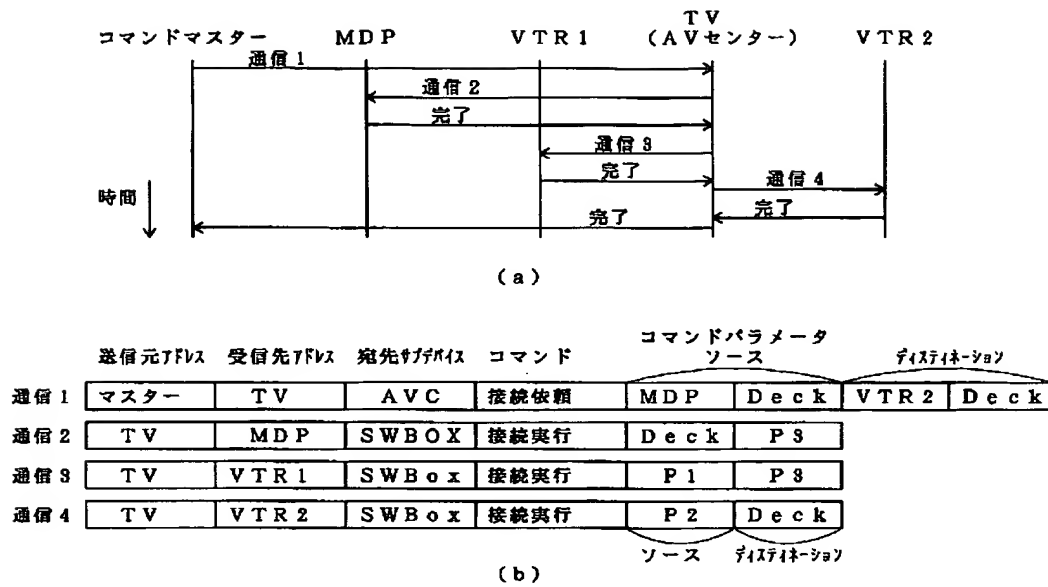 TV
コマンドマスター MDP VTR1 (AVセンター) VTR2
通信1
通信2
完了
通信3
完了 通信4
時間
完了 完了
(a)
コマンドパラメータ
送信元アドレス 受信先アドレス 宛先サブデバイス コマンド ソース ディスティネーション
通信1 マスター TV AVC 接続依頼 MDP Deck VTR2 Deck
通信2 TV MDP SWBOX 接続実行 Deck P3
通信3 TV VTR1 SWBox 接続実行 P1 P3
通信4 TV VTR2 SWBox 接続実行 P2 Deck
ソース ディスティネーション
(b)